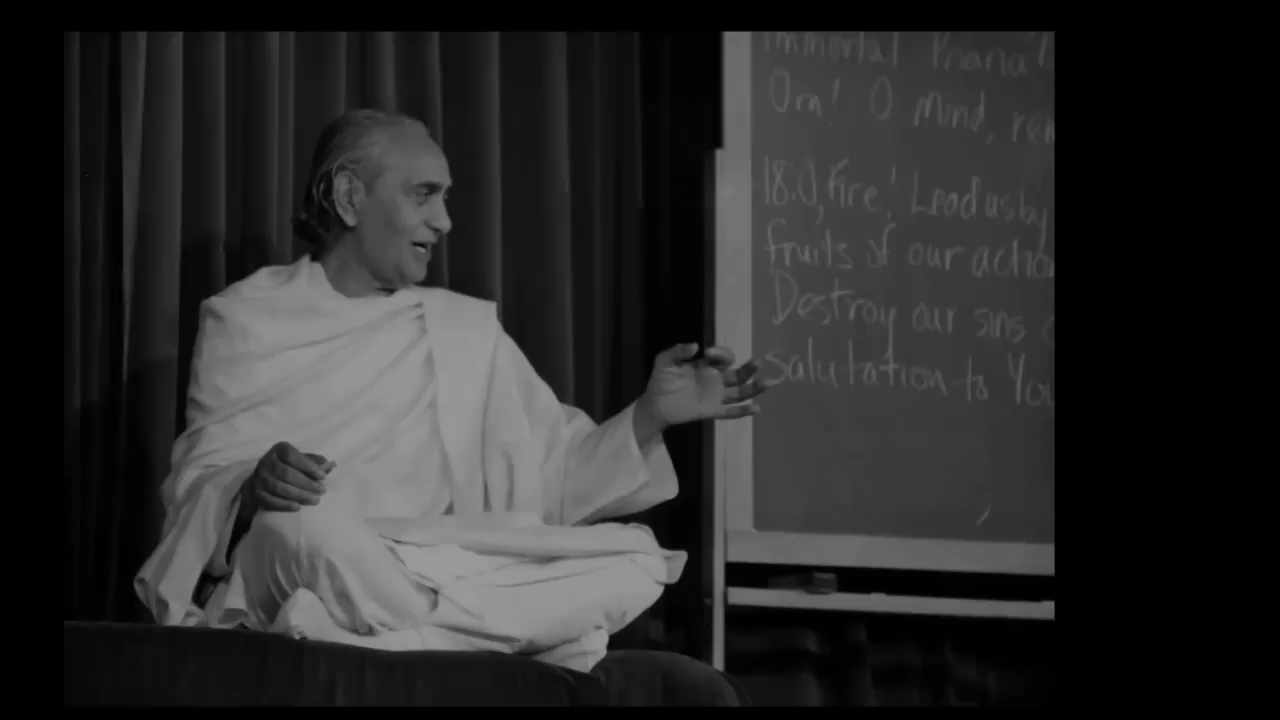 Immortal Prana!
Om! O Mind, rem
18. O, Fire! Lead us by
fruits of our action
Destroy our sins
salutation to You